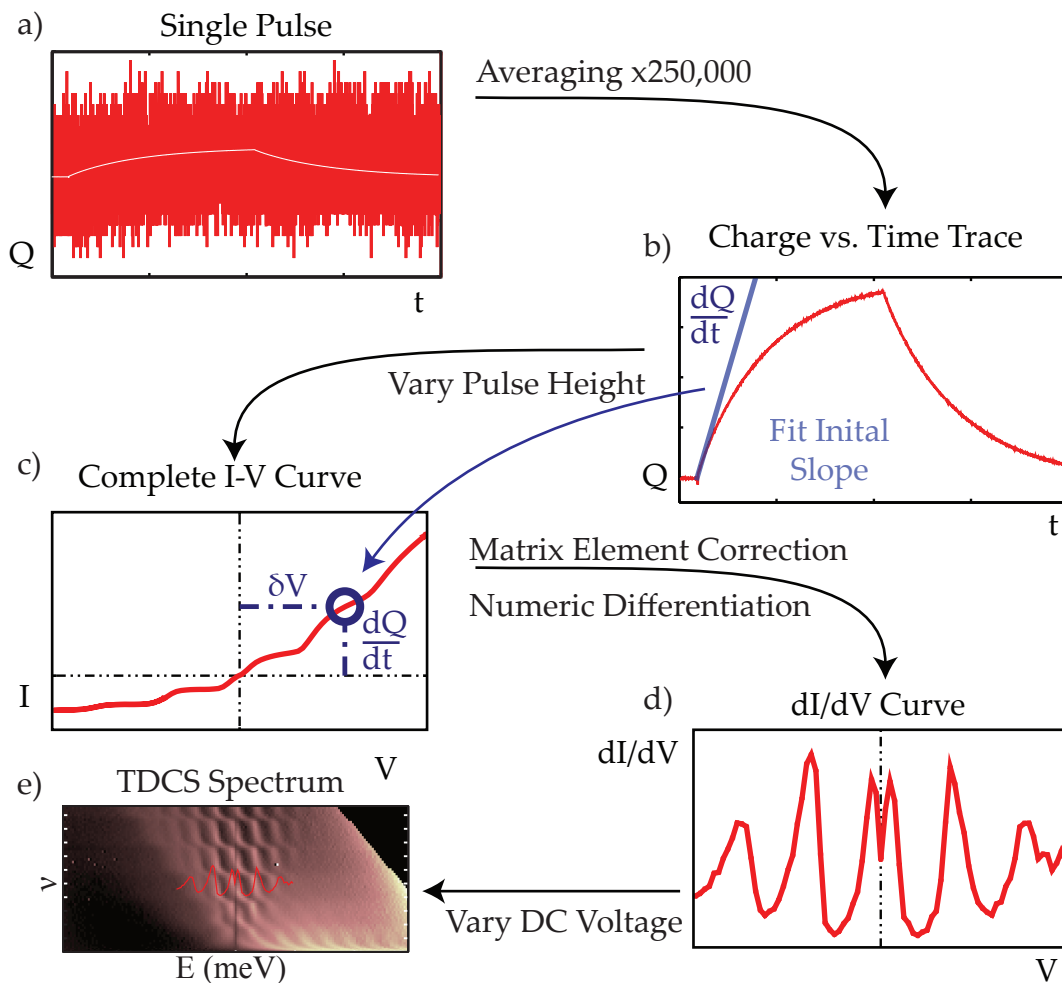 a)
Single Pulse
Q
t
Averaging x250,000
b)
Charge vs. Time Trace
dQ
dt
Fit Inital
Slope
Q
t
Vary Pulse Height
c)
Complete I-V Curve
δV
dQ
dt
I
V
Matrix Element Correction
Numeric Differentiation
d)
dI/dV Curve
dI/dV
V
Vary DC Voltage
e)
TDCS Spectrum
ν
E (meV)